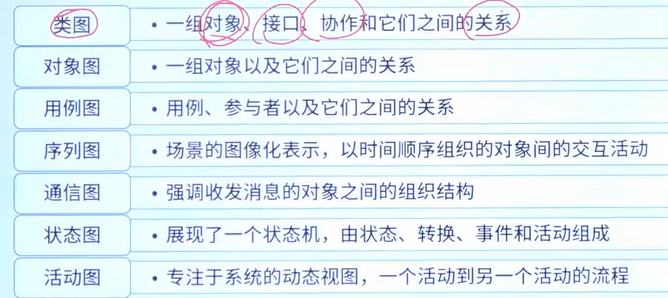 类图 • 一组对象、接口、协作和它们之间的关系
对象图 • 一组对象以及它们之间的关系
用例图 • 用例、参与者以及它们之间的关系
序列图 • 场景的图像化表示，以时间顺序组织的对象间的交互活动
通信图 • 强调收发消息的对象之间的组织结构
状态图 • 展现了一个状态机，由状态、转换、事件和活动组成
活动图 • 专注于系统的动态视图，一个活动到另一个活动的流程